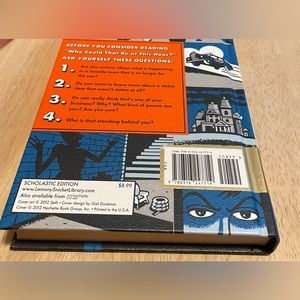 BEFORE YOU CONSIDER READING
"Who Could That Be at This Hour?"
ASK YOURSELF THESE QUESTIONS:
1. Are you curious about what is happening
in a seaside town that is no longer by
the sea?
2. Do you want to know more about a stolen
item that wasn't stolen at all?
3. Do you really think that's any of your
business? Why? What kind of person are
you? Are you sure?
4. Who is that standing behind you?
SCHOLASTIC EDITION
$8.99
www.LemonySnicketLibrary.com
Also available from
Cover art © 2012 Seth • Cover design by Gail Doobinin
Cover © 2012 Hachette Book Group, Inc. • Printed in the U.S.A.
9 780316 247719